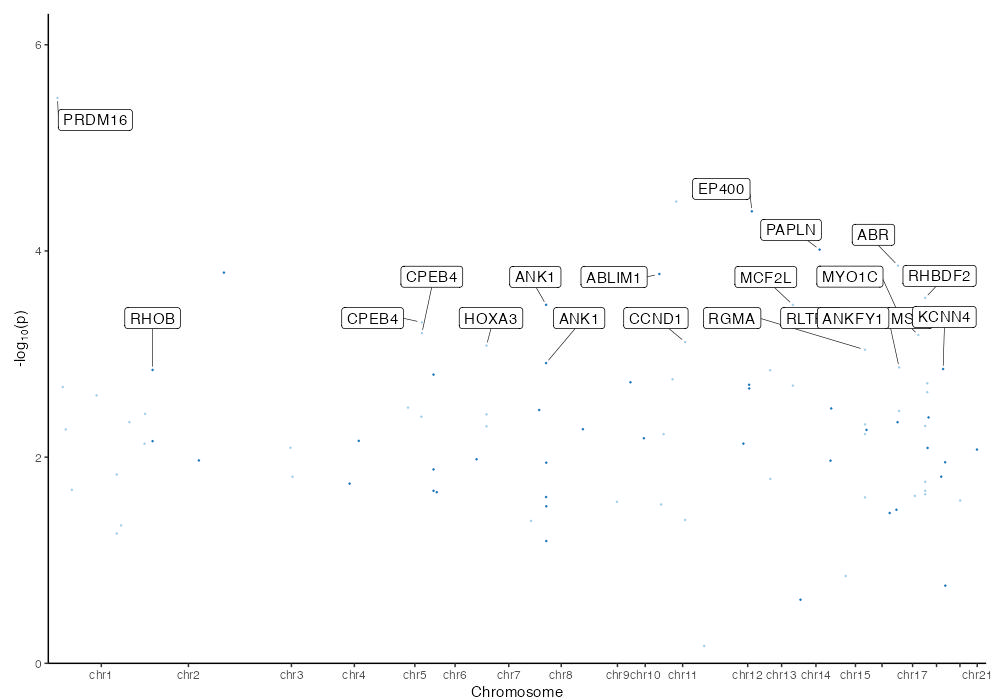 6
PRDM16
EP400
PAPLN
ABR
4
CPEB4
ANK1
ABLIM1
MCF2L
MYO1C
RHBDF2
RHOB
CPEB4
HOXA3
ANK1
CCND1
RGMA
ANKFY1
KCNN4
2
0
chr1 chr2 chr3 chr4 chr5 chr6 chr7 chr8 chr9 chr10 chr11 chr12 chr13 chr14 chr15 chr17 chr21
Chromosome
-log10(p)